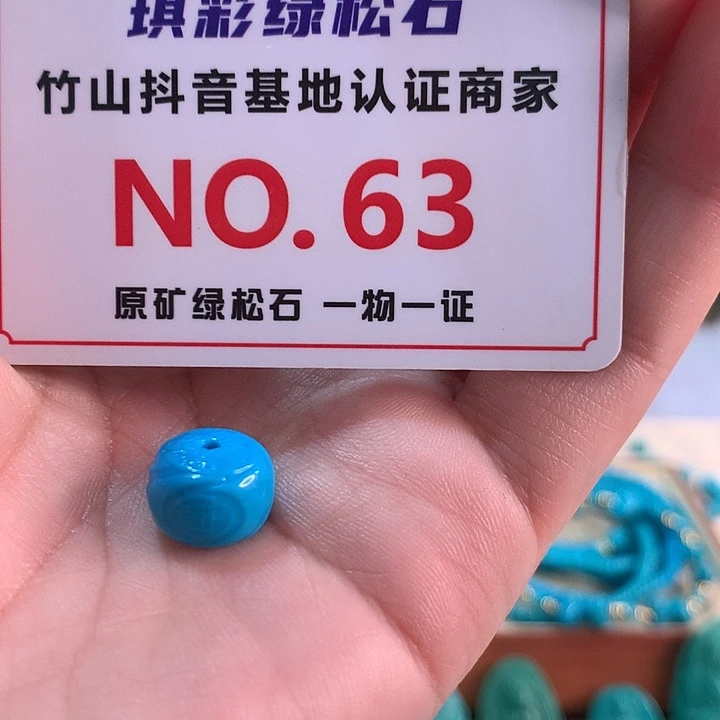 琪彩绿松石
竹山抖音基地认证商家
NO.63
原矿绿松石 一物一证